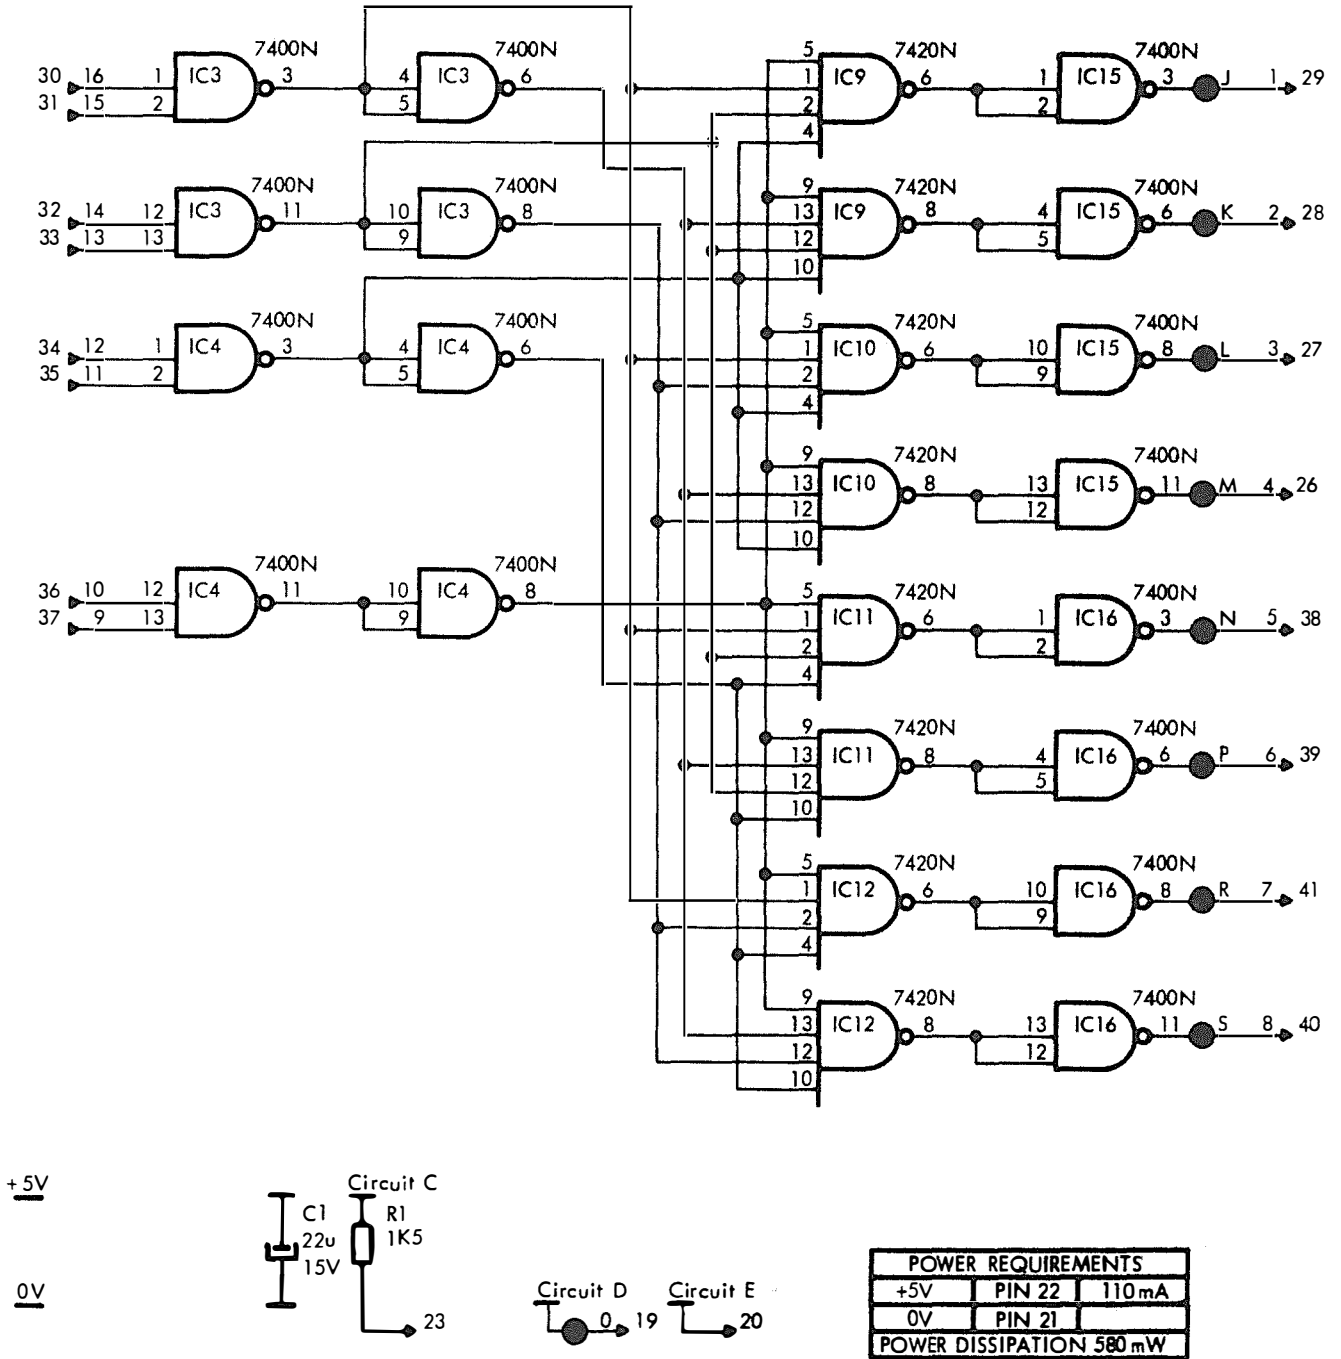 7400N 7400N 7420N 7400N
30 16 1 IC3 3 4 IC3 6 5 IC9 6 1 IC15 3 J 1 29
31 15 2 5 1 2
2
4
7400N 7400N 7420N 7400N
32 14 12 IC3 11 10 IC3 8 9 IC9 8 4 IC15 6 K 2 28
33 13 13 9 13 5
12
10
7400N 7400N 7420N 7400N
34 12 1 IC4 3 4 IC4 6 5 IC10 6 10 IC15 8 L 3 27
35 11 2 5 1 9
2
4
7420N 7400N
9 IC10 8 13 IC15 11 M 4 26
13 12
12
10
7400N 7400N 7420N 7400N
36 10 12 IC4 11 10 IC4 8 5 IC11 6 1 IC16 3 N 5 38
37 9 13 9 1 2
2
4
7420N 7400N
9 IC11 8 4 IC16 6 P 6 39
13 5
12
10
7420N 7400N
5 IC12 6 10 IC16 8 R 7 41
1 9
2
4
7420N 7400N
9 IC12 8 13 IC16 11 S 8 40
13 12
12
10
+5V
0V
C1
22u
15V
Circuit C
R1
1K5
23
Circuit D
0 19
Circuit E
20
POWER REQUIREMENTS
+5V PIN 22 110mA
0V PIN 21
POWER DISSIPATION 580mW